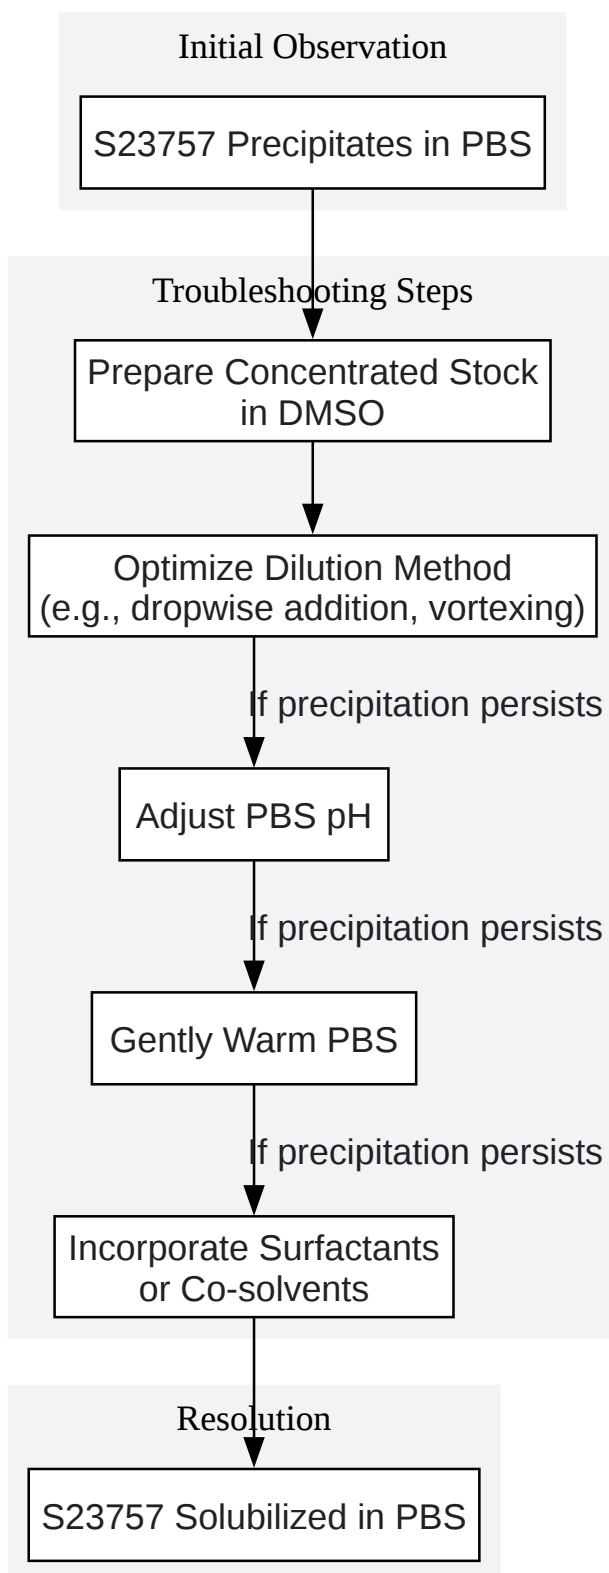 Initial Observation
S23757 Precipitates in PBS
Troubleshooting Steps
Prepare Concentrated Stock
in DMSO
Optimize Dilution Method
(e.g., dropwise addition, vortexing)
If precipitation persists
Adjust PBS pH
If precipitation persists
Gently Warm PBS
If precipitation persists
Incorporate Surfactants
or Co-solvents
Resolution
S23757 Solubilized in PBS